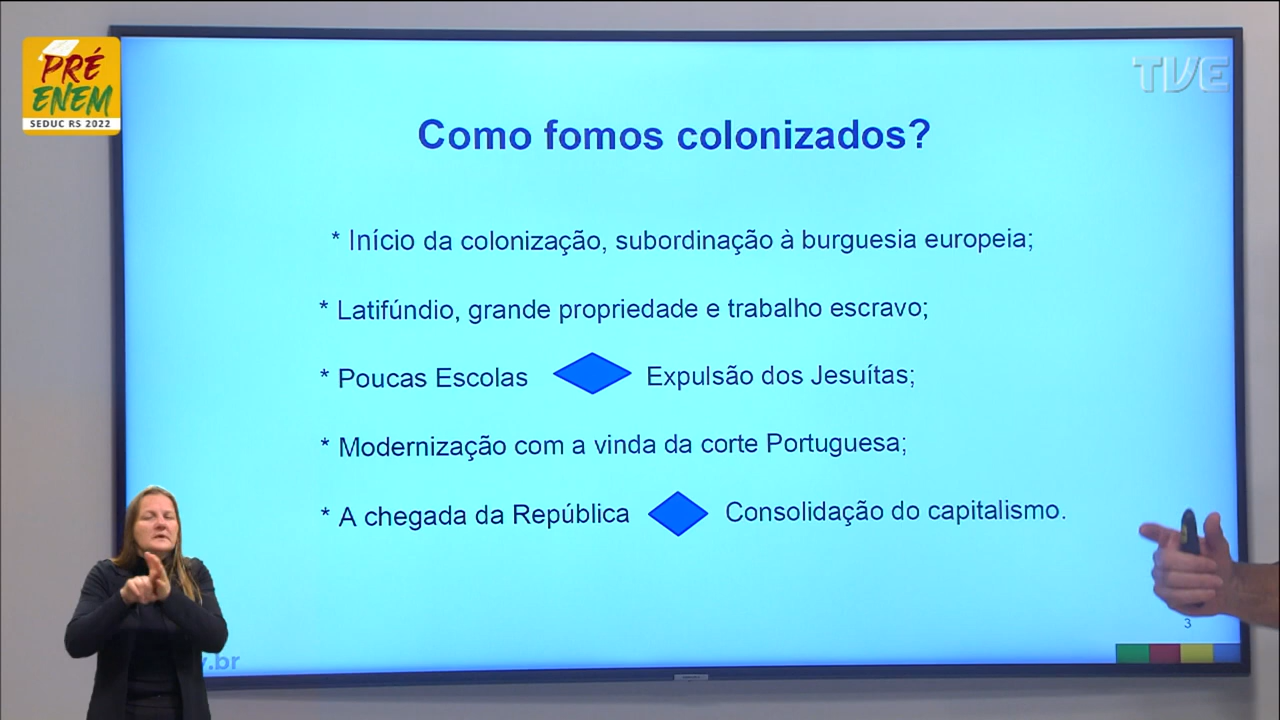 PRÉ
ENEM
SEDUC RS 2022
TVE
Como fomos colonizados?
* Início da colonização, subordinação à burguesia europeia;
* Latifúndio, grande propriedade e trabalho escravo;
* Poucas Escolas Expulsão dos Jesuítas;
* Modernização com a vinda da corte Portuguesa;
* A chegada da República Consolidação do capitalismo.
3
v.br